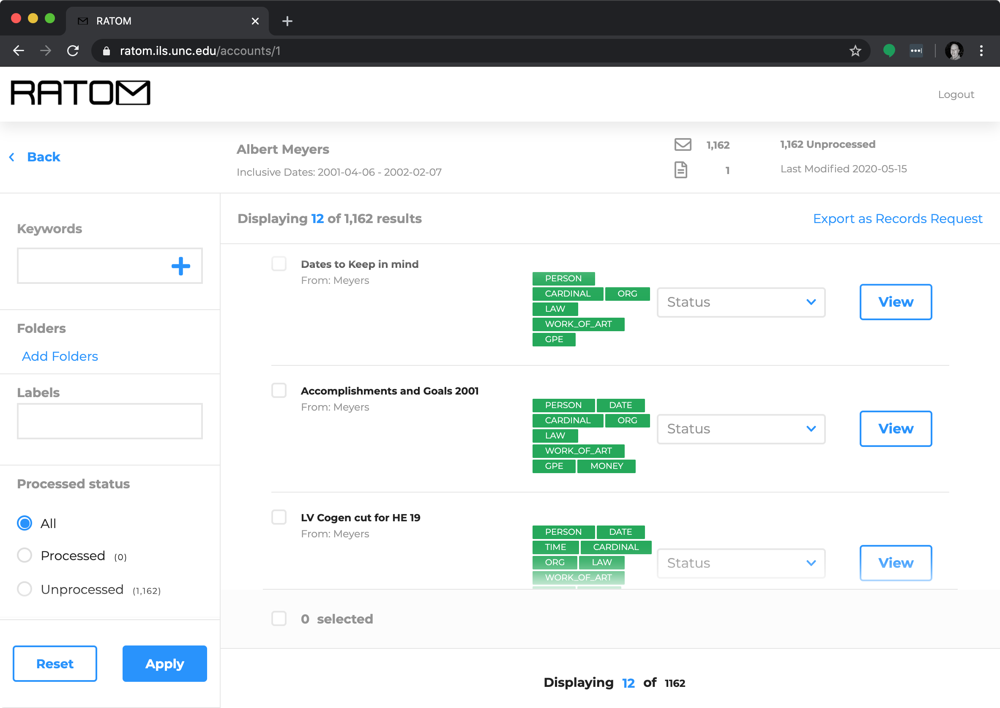 RATOM
ratom.ils.unc.edu/accounts/1
RATOM
Logout
Back
Albert Meyers
Inclusive Dates: 2001-04-06 - 2002-02-07
1,162
1
1,162 Unprocessed
Last Modified 2020-05-15
Keywords
Folders
Add Folders
Labels
Processed status
All
Processed (0)
Unprocessed (1,162)
Reset
Apply
Displaying 12 of 1,162 results
Export as Records Request
Dates to Keep in mind
From: Meyers
PERSON
CARDINAL ORG
LAW
WORK_OF_ART
GPE
Status
View
Accomplishments and Goals 2001
From: Meyers
PERSON DATE
CARDINAL ORG
LAW
WORK_OF_ART
GPE MONEY
Status
View
LV Cogen cut for HE 19
From: Meyers
PERSON DATE
TIME CARDINAL
ORG LAW
WORK_OF_ART
Status
View
0 selected
Displaying 12 of 1162